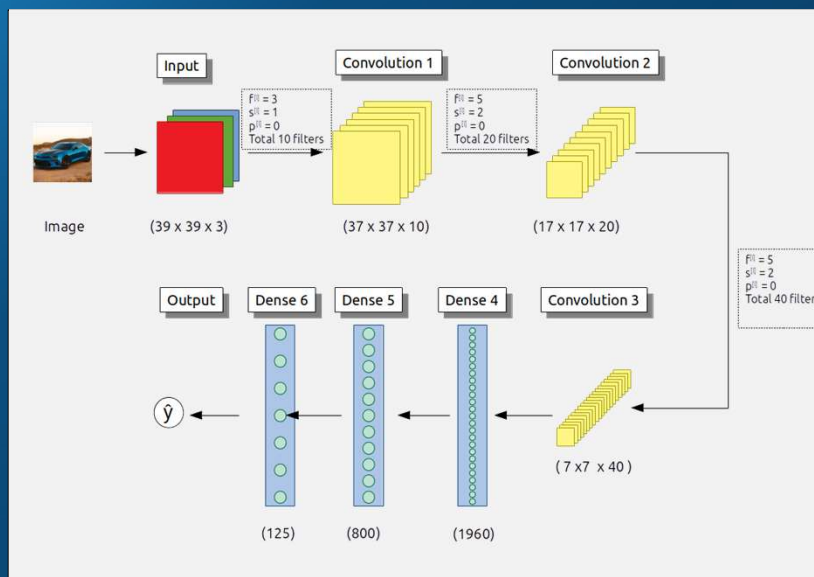 Input
Convolution 1
Convolution 2
f[l] = 3
s[l] = 1
p[l] = 0
Total 10 filters
f[l] = 5
s[l] = 2
p[l] = 0
Total 20 filters
Image
(39 x 39 x 3)
(37 x 37 x 10)
(17 x 17 x 20)
f[l] = 5
s[l] = 2
p[l] = 0
Total 40 filter
Output
Dense 6
Dense 5
Dense 4
Convolution 3
ŷ
( 7 x7 x 40 )
(125)
(800)
(1960)